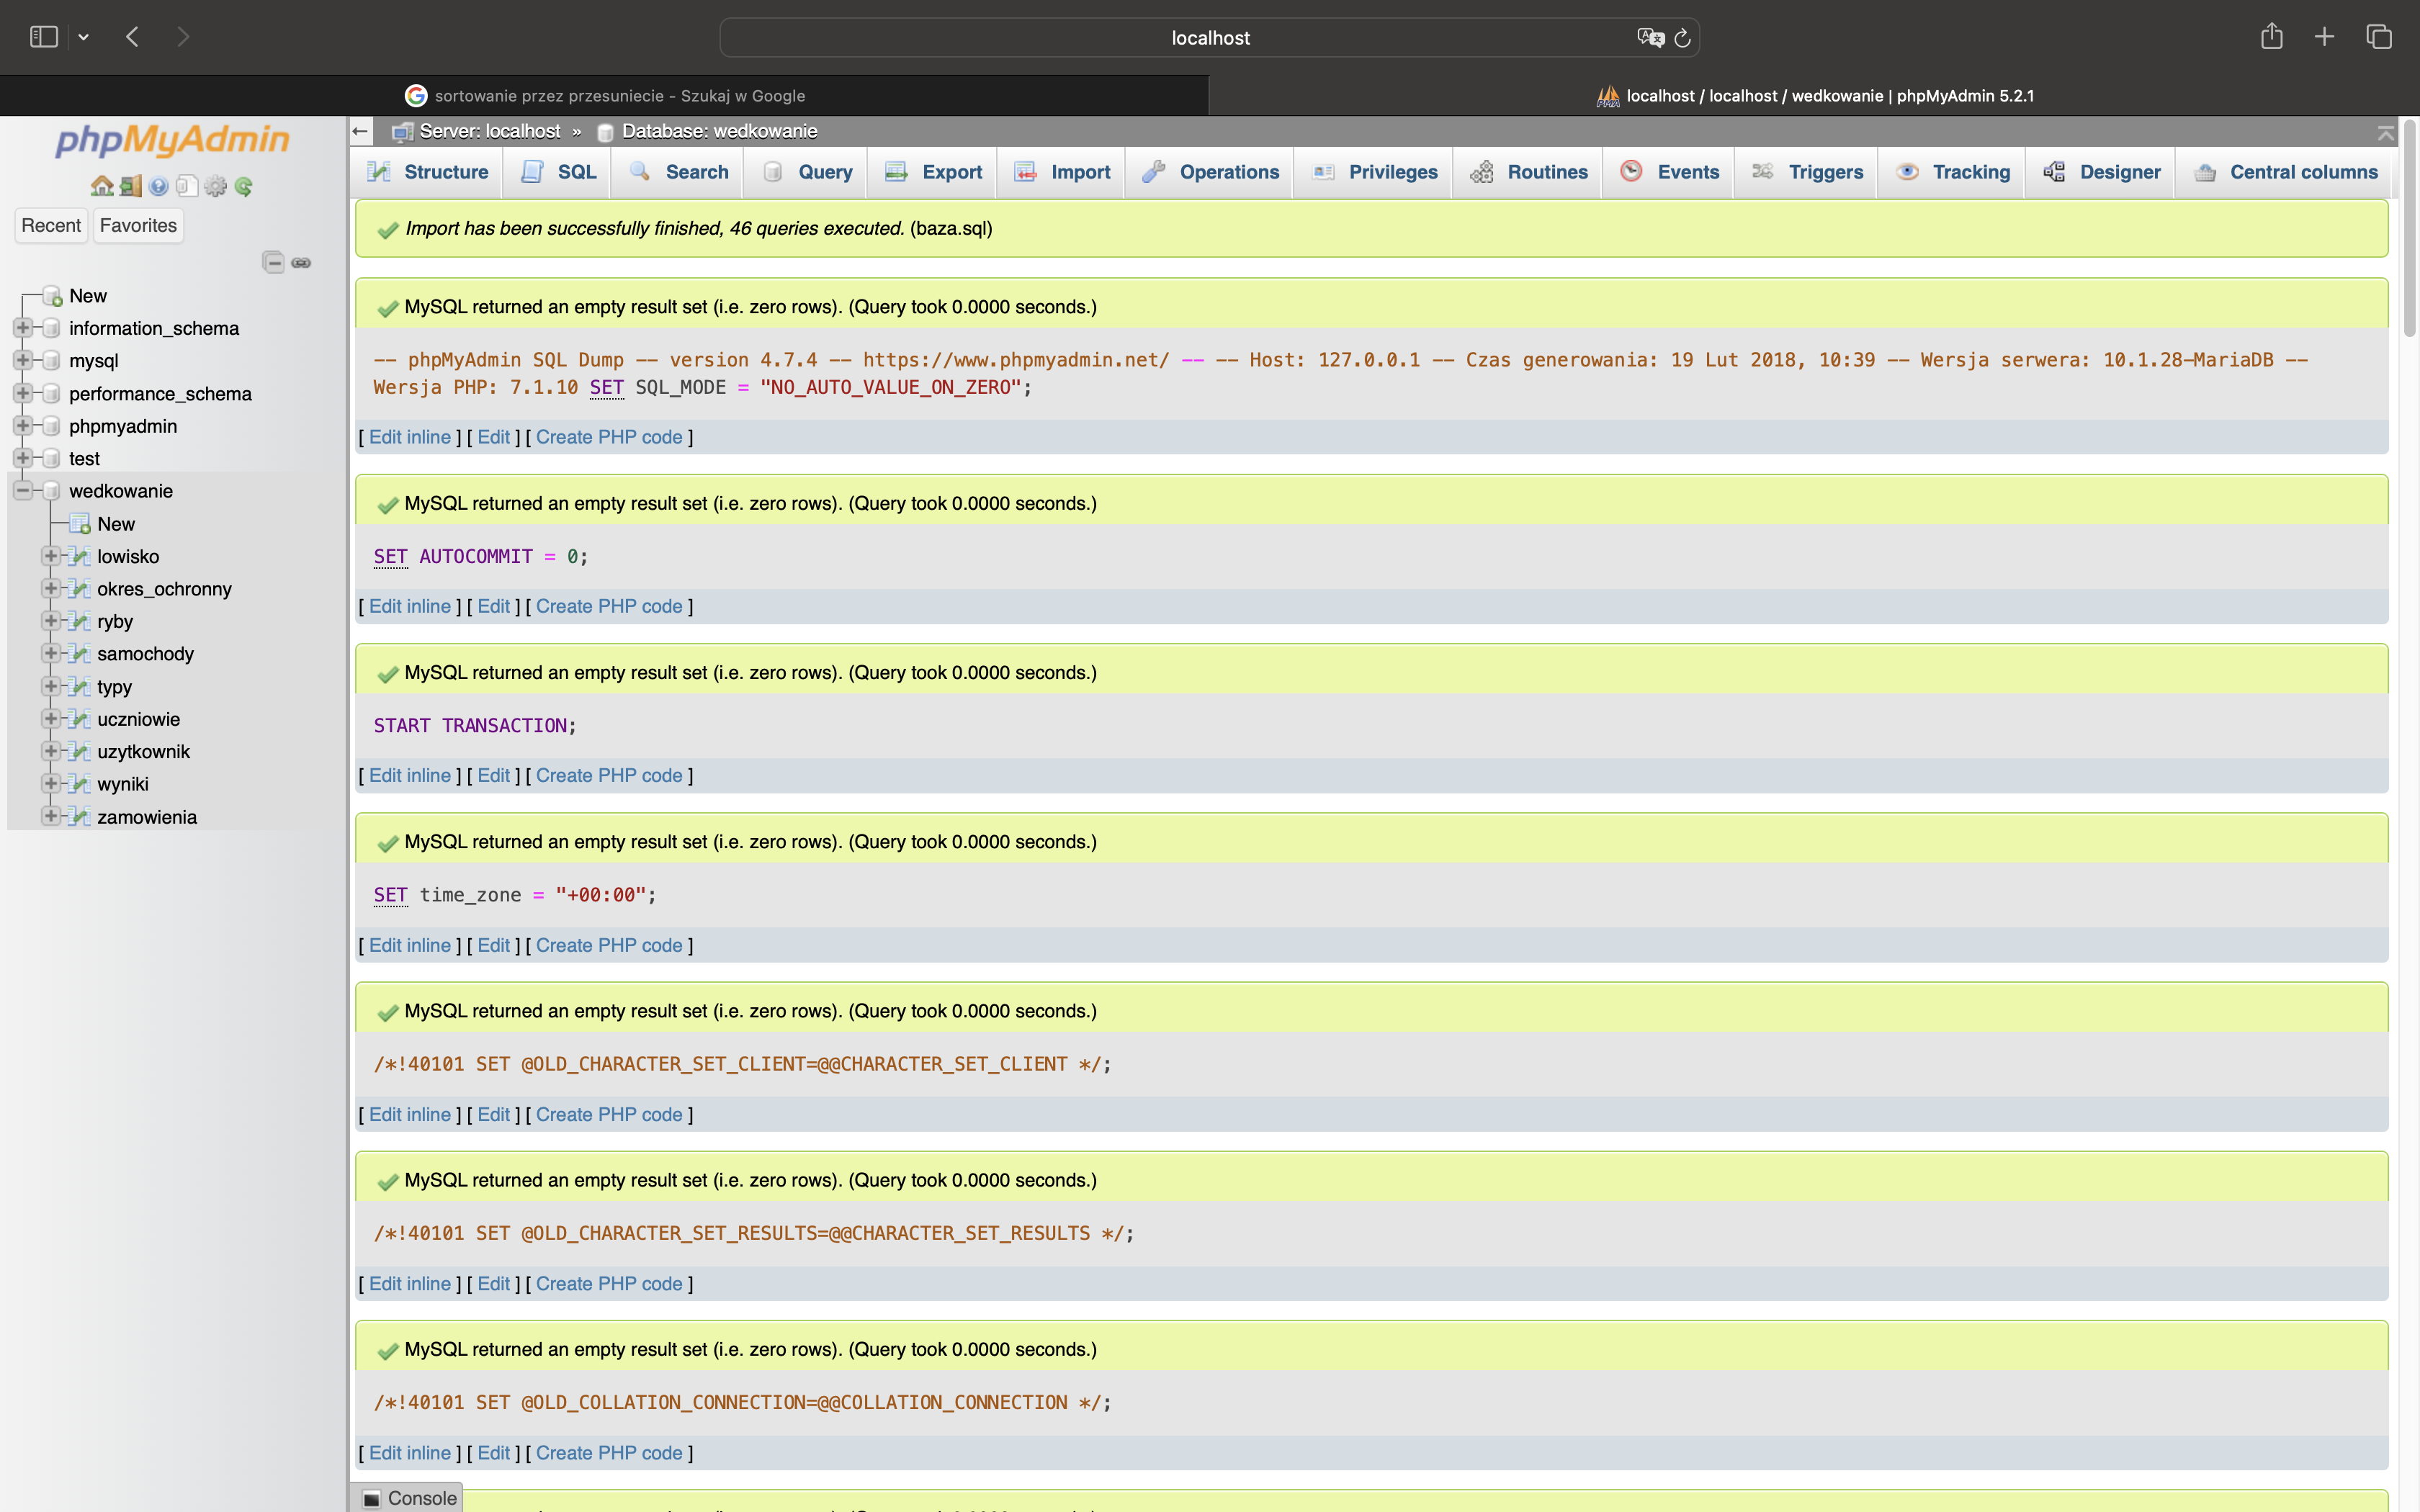 localhost
sortowanie przez przesuniecie - Szukaj w Google
localhost / localhost / wedkowanie | phpMyAdmin 5.2.1
phpMyAdmin
Recent Favorites
New
information_schema
mysql
performance_schema
phpmyadmin
test
wedkowanie
New
lowisko
okres_ochronny
ryby
samochody
typy
uczniowie
uzytkownik
wyniki
zamowienia
Server: localhost » Database: wedkowanie
Structure SQL Search Query Export Import Operations Privileges Routines Events Triggers Tracking Designer Central columns
Import has been successfully finished, 46 queries executed. (baza.sql)
MySQL returned an empty result set (i.e. zero rows). (Query took 0.0000 seconds.)
-- phpMyAdmin SQL Dump -- version 4.7.4 -- https://www.phpmyadmin.net/ -- -- Host: 127.0.0.1 -- Czas generowania: 19 Lut 2018, 10:39 -- Wersja serwera: 10.1.28-MariaDB --
Wersja PHP: 7.1.10 SET SQL_MODE = "NO_AUTO_VALUE_ON_ZERO";
[ Edit inline ] [ Edit ] [ Create PHP code ]
MySQL returned an empty result set (i.e. zero rows). (Query took 0.0000 seconds.)
SET AUTOCOMMIT = 0;
[ Edit inline ] [ Edit ] [ Create PHP code ]
MySQL returned an empty result set (i.e. zero rows). (Query took 0.0000 seconds.)
START TRANSACTION;
[ Edit inline ] [ Edit ] [ Create PHP code ]
MySQL returned an empty result set (i.e. zero rows). (Query took 0.0000 seconds.)
SET time_zone = "+00:00";
[ Edit inline ] [ Edit ] [ Create PHP code ]
MySQL returned an empty result set (i.e. zero rows). (Query took 0.0000 seconds.)
/*!40101 SET @OLD_CHARACTER_SET_CLIENT=@@CHARACTER_SET_CLIENT */;
[ Edit inline ] [ Edit ] [ Create PHP code ]
MySQL returned an empty result set (i.e. zero rows). (Query took 0.0000 seconds.)
/*!40101 SET @OLD_CHARACTER_SET_RESULTS=@@CHARACTER_SET_RESULTS */;
[ Edit inline ] [ Edit ] [ Create PHP code ]
MySQL returned an empty result set (i.e. zero rows). (Query took 0.0000 seconds.)
/*!40101 SET @OLD_COLLATION_CONNECTION=@@COLLATION_CONNECTION */;
[ Edit inline ] [ Edit ] [ Create PHP code ]
Console